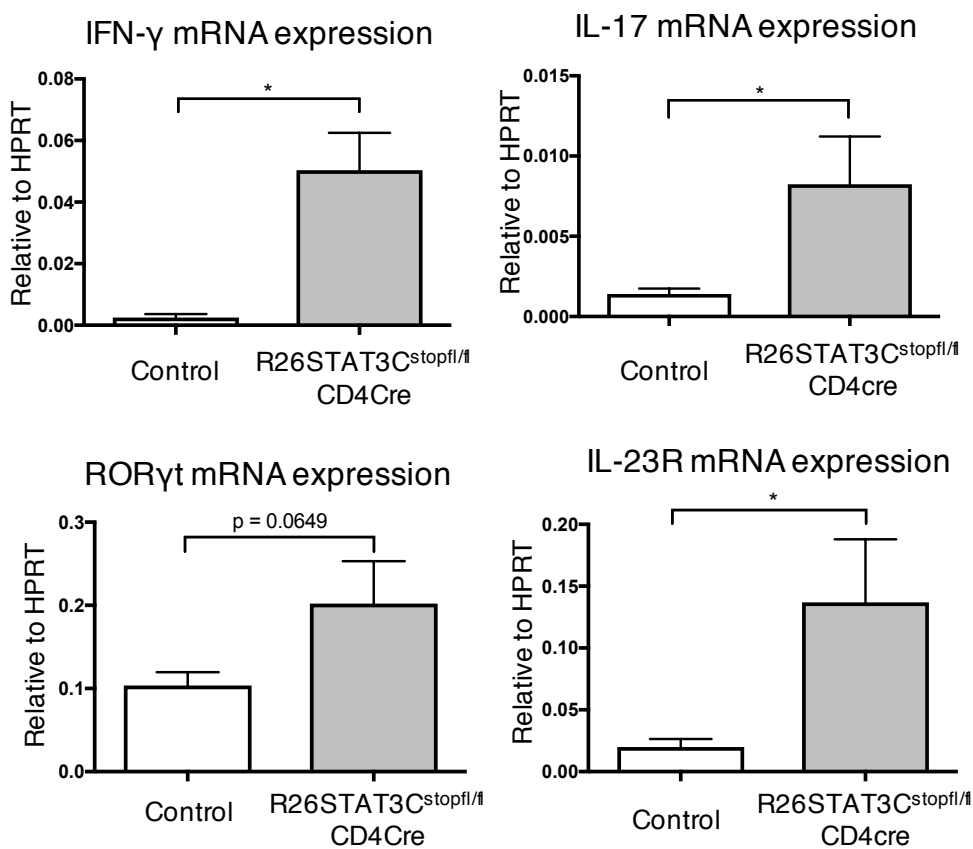 IFN-γ mRNA expression
Relative to HPRT
0.08
0.06
0.04
0.02
0.00
*
Control
R26STAT3Cstopfl/fl
CD4Cre
IL-17 mRNA expression
Relative to HPRT
0.015
0.010
0.005
0.000
*
Control
R26STAT3Cstopfl/fl
CD4cre
RORγt mRNA expression
Relative to HPRT
0.3
0.2
0.1
0.0
p = 0.0649
Control
R26STAT3Cstopfl/fl
CD4Cre
IL-23R mRNA expression
Relative to HPRT
0.20
0.15
0.10
0.05
0.00
*
Control
R26STAT3Cstopfl/fl
CD4cre